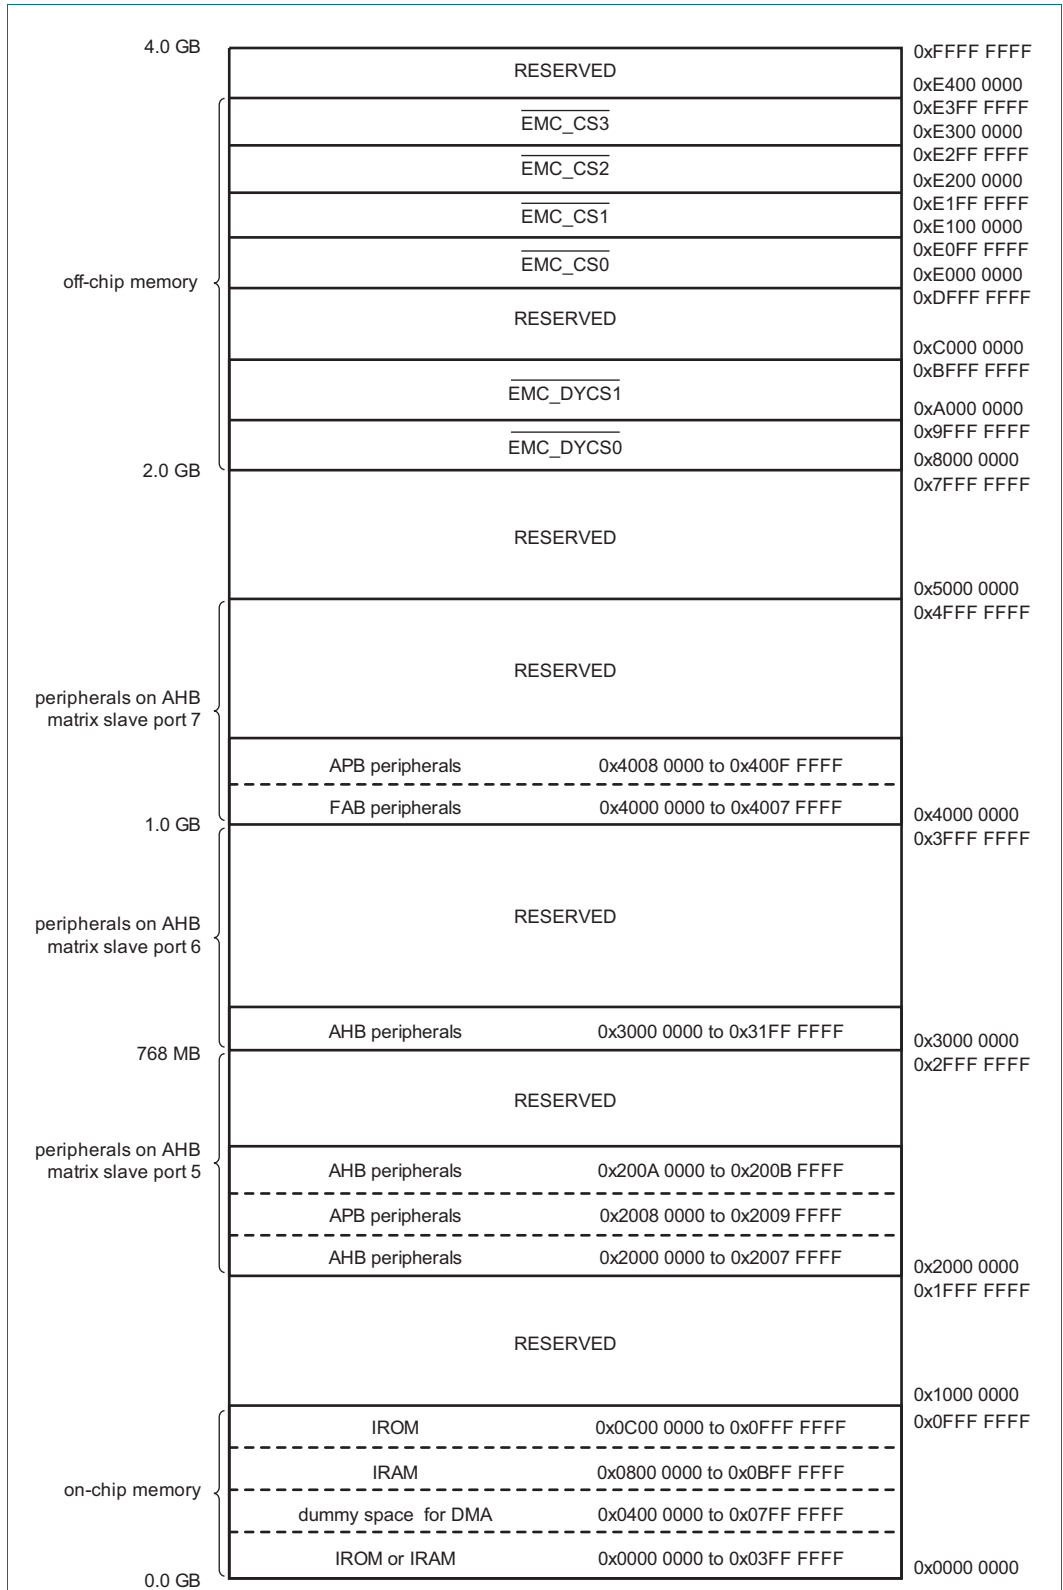 4.0 GB
0xFFFF FFFF
RESERVED
0xE400 0000
0xE3FF FFFF
EMC_CS3
0xE300 0000
0xE2FF FFFF
EMC_CS2
0xE200 0000
0xE1FF FFFF
EMC_CS1
0xE100 0000
0xE0FF FFFF
EMC_CS0
0xE000 0000
off-chip memory
0xDFFF FFFF
RESERVED
0xC000 0000
0xBFFF FFFF
EMC_DYCS1
0xA000 0000
0x9FFF FFFF
EMC_DYCS0
0x8000 0000
2.0 GB
0x7FFF FFFF
RESERVED
0x5000 0000
0x4FFF FFFF
RESERVED
peripherals on AHB
matrix slave port 7
APB peripherals 0x4008 0000 to 0x400F FFFF
FAB peripherals 0x4000 0000 to 0x4007 FFFF
0x4000 0000
1.0 GB
0x3FFF FFFF
RESERVED
peripherals on AHB
matrix slave port 6
AHB peripherals 0x3000 0000 to 0x31FF FFFF
0x3000 0000
768 MB
0x2FFF FFFF
RESERVED
peripherals on AHB
matrix slave port 5
AHB peripherals 0x200A 0000 to 0x200B FFFF
APB peripherals 0x2008 0000 to 0x2009 FFFF
AHB peripherals 0x2000 0000 to 0x2007 FFFF
0x2000 0000
0x1FFF FFFF
RESERVED
0x1000 0000
0x0FFF FFFF
IROM 0x0C00 0000 to 0x0FFF FFFF
IRAM 0x0800 0000 to 0x0BFF FFFF
on-chip memory
dummy space for DMA 0x0400 0000 to 0x07FF FFFF
IROM or IRAM 0x0000 0000 to 0x03FF FFFF
0x0000 0000
0.0 GB